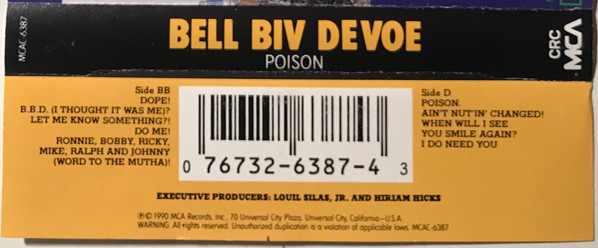 MCAC-6387
BELL BIV DEVOE
POISON
CRC
MCA
Side BB
DOPE!
B.B.D. (I THOUGHT IT WAS ME)?
LET ME KNOW SOMETHING?!
DO ME!
RONNIE, BOBBY, RICKY,
MIKE, RALPH AND JOHNNY
(WORD TO THE MUTHA)!
0 76732-6387-4 3
Side D
POISON.
AIN'T NUT'IN' CHANGED!
WHEN WILL I SEE
YOU SMILE AGAIN?
I DO NEED YOU
EXECUTIVE PRODUCERS: LOUIL SILAS, JR. AND HIRIAM HICKS
℗© 1990 MCA Records, Inc., 70 Universal City Plaza, Universal City, California—U.S.A.
WARNING: All rights reserved. Unauthorized duplication is a violation of applicable laws. MCAC-6387